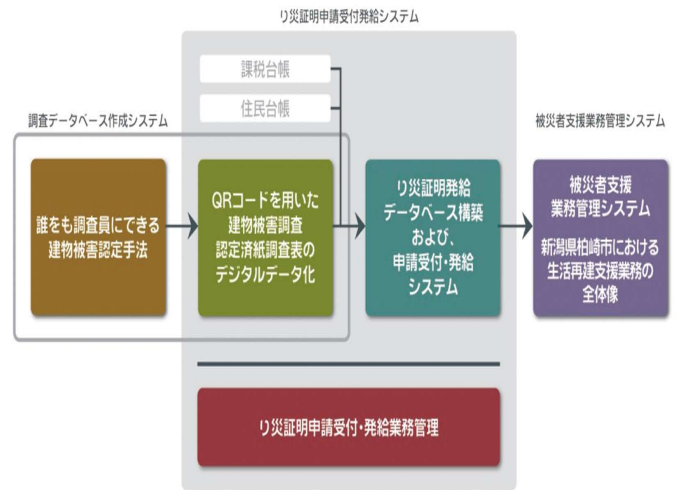 り災証明申請受付発給システム
課税台帳
住民台帳
調査データベース作成システム
被災者支援業務管理システム
誰をも調査員にできる
建物被害認定手法
QRコードを用いた
建物被害調査
認定済紙調査表の
デジタルデータ化
り災証明発給
データベース構築
および、
申請受付・発給
システム
被災者支援
業務管理システム
新潟県柏崎市における
生活再建支援業務の
全体像
り災証明申請受付・発給業務管理